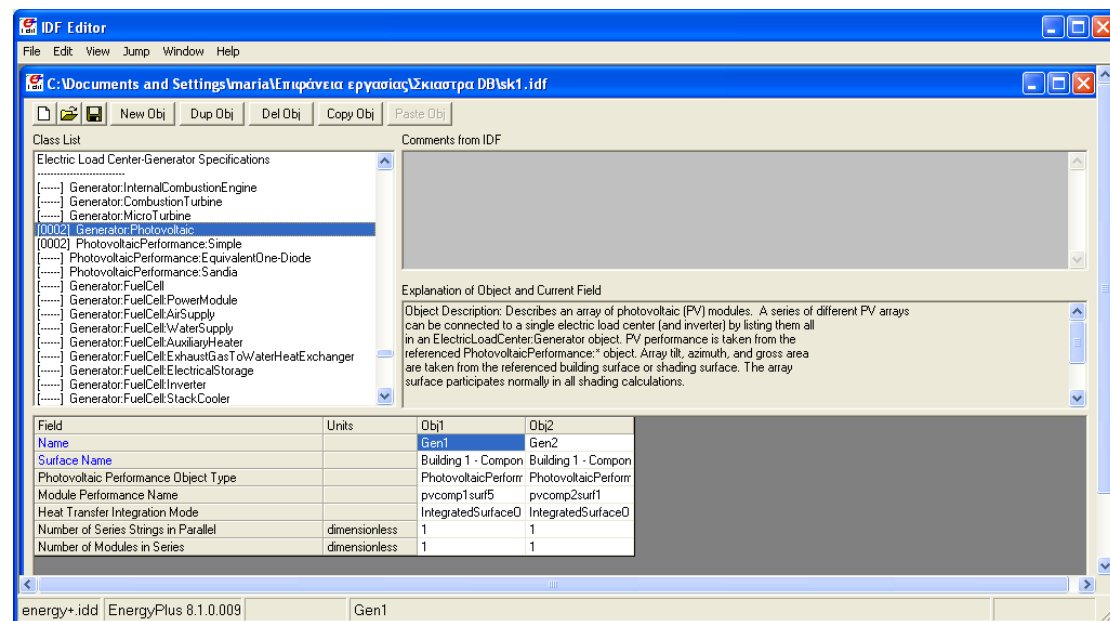 IDF Editor
File Edit View Jump Window Help
C:\Documents and Settings\maria\Επιφάνεια εργασίας\Σκιαστρα DB\sk1.idf
New Obj Dup Obj Del Obj Copy Obj Paste Obj
Class List
Comments from IDF
Electric Load Center-Generator Specifications
-------------------------
[------] Generator:InternalCombustionEngine
[------] Generator:CombustionTurbine
[------] Generator:MicroTurbine
[0002] Generator:Photovoltaic
[0002] PhotovoltaicPerformance:Simple
[------] PhotovoltaicPerformance:EquivalentOne-Diode
[------] PhotovoltaicPerformance:Sandia
[------] Generator:FuelCell
[------] Generator:FuelCell:PowerModule
[------] Generator:FuelCell:AirSupply
[------] Generator:FuelCell:WaterSupply
[------] Generator:FuelCell:AuxiliaryHeater
[------] Generator:FuelCell:ExhaustGasToWaterHeatExchanger
[------] Generator:FuelCell:ElectricalStorage
[------] Generator:FuelCell:Inverter
[------] Generator:FuelCell:StackCooler
Explanation of Object and Current Field
Object Description: Describes an array of photovoltaic (PV) modules. A series of different PV arrays
can be connected to a single electric load center (and inverter) by listing them all
in an ElectricLoadCenter:Generator object. PV performance is taken from the
referenced PhotovoltaicPerformance:* object. Array tilt, azimuth, and gross area
are taken from the referenced building surface or shading surface. The array
surface participates normally in all shading calculations.
Field Units Obj1 Obj2
Name Gen1 Gen2
Surface Name Building 1 - Compon Building 1 - Compon
Photovoltaic Performance Object Type PhotovoltaicPerform PhotovoltaicPerform
Module Performance Name pvcomp1surf5 pvcomp2surf1
Heat Transfer Integration Mode IntegratedSurfaceO IntegratedSurfaceO
Number of Series Strings in Parallel dimensionless 1 1
Number of Modules in Series dimensionless 1 1
energy+.idd EnergyPlus 8.1.0.009 Gen1